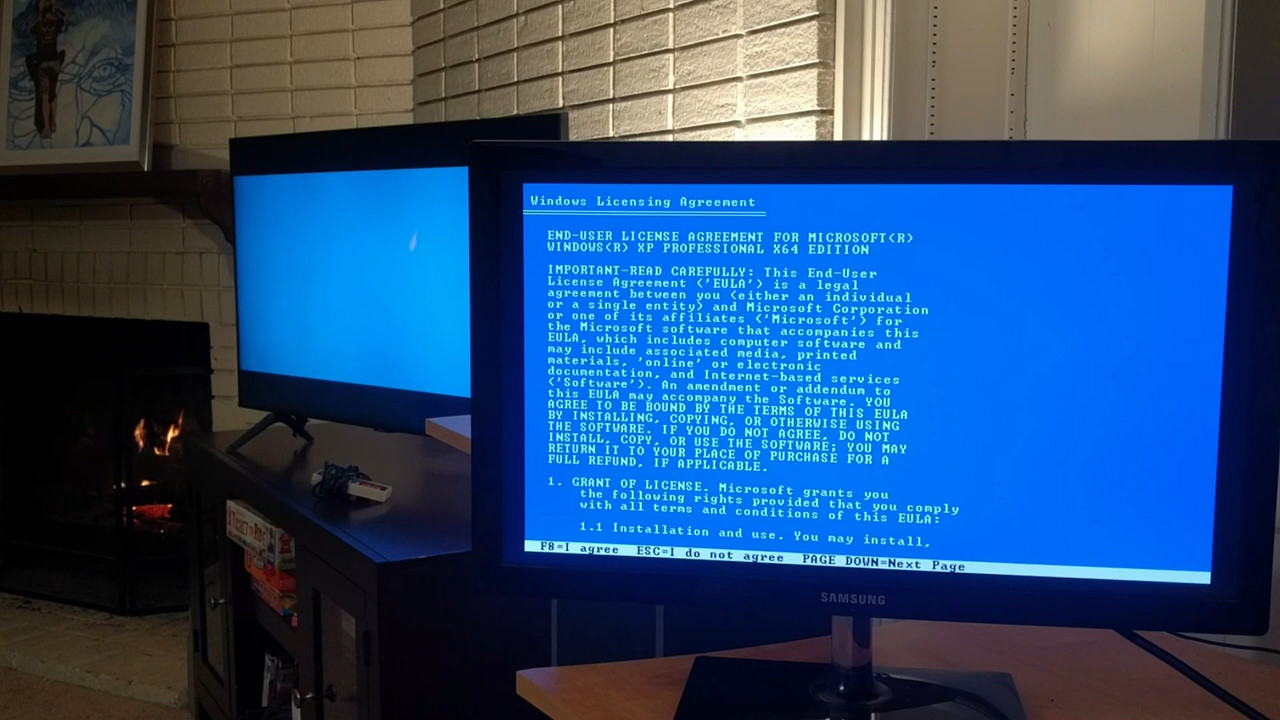 Windows Licensing Agreement
END-USER LICENSE AGREEMENT FOR MICROSOFT(R)
WINDOWS(R) XP PROFESSIONAL X64 EDITION
IMPORTANT-READ CAREFULLY: This End-User
License Agreement ('EULA') is a legal
agreement between you (either an individual
or a single entity) and Microsoft Corporation
or one of its affiliates ('Microsoft') for
the Microsoft software that accompanies this
EULA, which includes computer software and
may include associated media, printed
materials, 'online' or electronic
documentation, and Internet-based services
('Software'). An amendment or addendum to
this EULA may accompany the Software. YOU
AGREE TO BE BOUND BY THE TERMS OF THIS EULA
BY INSTALLING, COPYING, OR OTHERWISE USING
THE SOFTWARE. IF YOU DO NOT AGREE, DO NOT
INSTALL, COPY, OR USE THE SOFTWARE; YOU MAY
RETURN IT TO YOUR PLACE OF PURCHASE FOR A
FULL REFUND, IF APPLICABLE.
1. GRANT OF LICENSE. Microsoft grants you
the following rights provided that you comply
with all terms and conditions of this EULA:
1.1 Installation and use. You may install,
F8=I agree ESC=I do not agree PAGE DOWN=Next Page
SAMSUNG